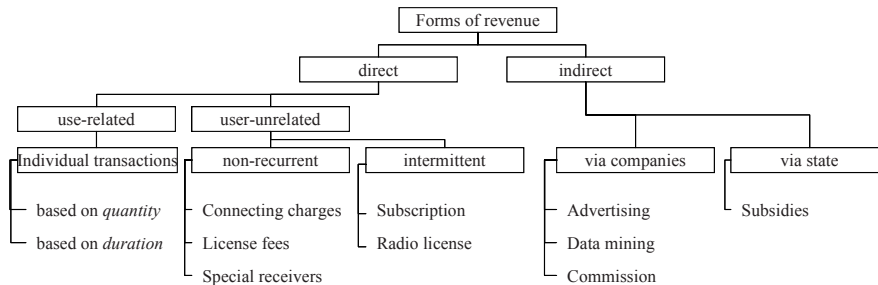 Forms of revenue
direct
indirect
use-related
user-unrelated
Individual transactions
non-recurrent
intermittent
via companies
via state
based on quantity
Connecting charges
Subscription
Advertising
Subsidies
based on duration
License fees
Radio license
Data mining
Special receivers
Commission